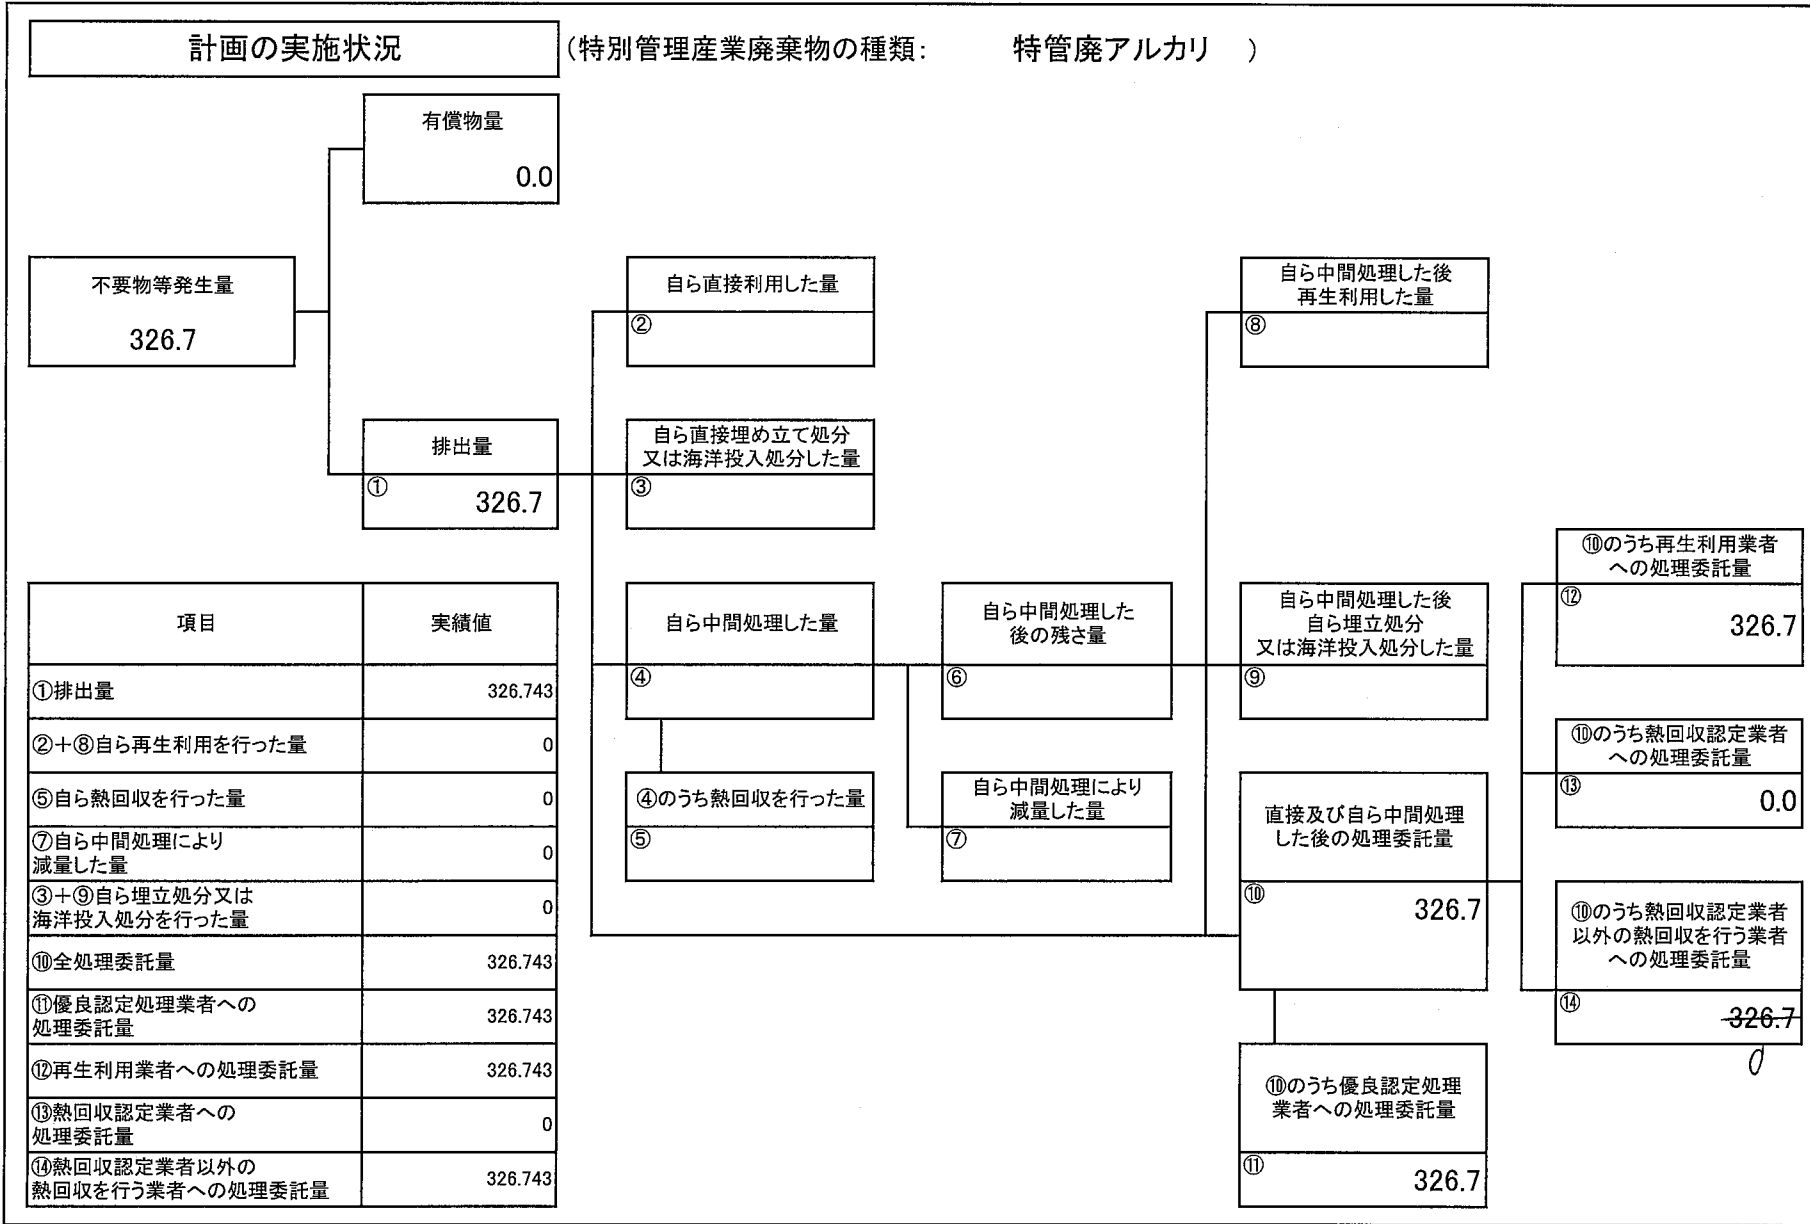 計画の実施状況
(特別管理産業廃棄物の種類: 特管廃アルカリ )
有償物量
0.0
不要物等発生量
326.7
排出量
①
326.7
自ら直接利用した量
②
自ら直接埋め立て処分
又は海洋投入処分した量
③
自ら中間処理した量
④
④のうち熱回収を行った量
⑤
自ら中間処理した
後の残さ量
⑥
自ら中間処理により
減量した量
⑦
自ら中間処理した後
再生利用した量
⑧
自ら中間処理した後
自ら埋立処分
又は海洋投入処分した量
⑨
直接及び自ら中間処理
した後の処理委託量
⑩
326.7
⑩のうち優良認定処理
業者への処理委託量
⑪
326.7
⑩のうち再生利用業者
への処理委託量
⑫
326.7
⑩のうち熱回収認定業者
への処理委託量
⑬
0.0
⑩のうち熱回収認定業者
以外の熱回収を行う業者
への処理委託量
⑭
326.7
0
項目 実績値
①排出量 326.743
②+⑧自ら再生利用を行った量 0
⑤自ら熱回収を行った量 0
⑦自ら中間処理により
減量した量 0
③+⑨自ら埋立処分又は
海洋投入処分を行った量 0
⑩全処理委託量 326.743
⑪優良認定処理業者への
処理委託量 326.743
⑫再生利用業者への処理委託量 326.743
⑬熱回収認定業者への
処理委託量 0
⑭熱回収認定業者以外の
熱回収を行う業者への処理委託量 326.743